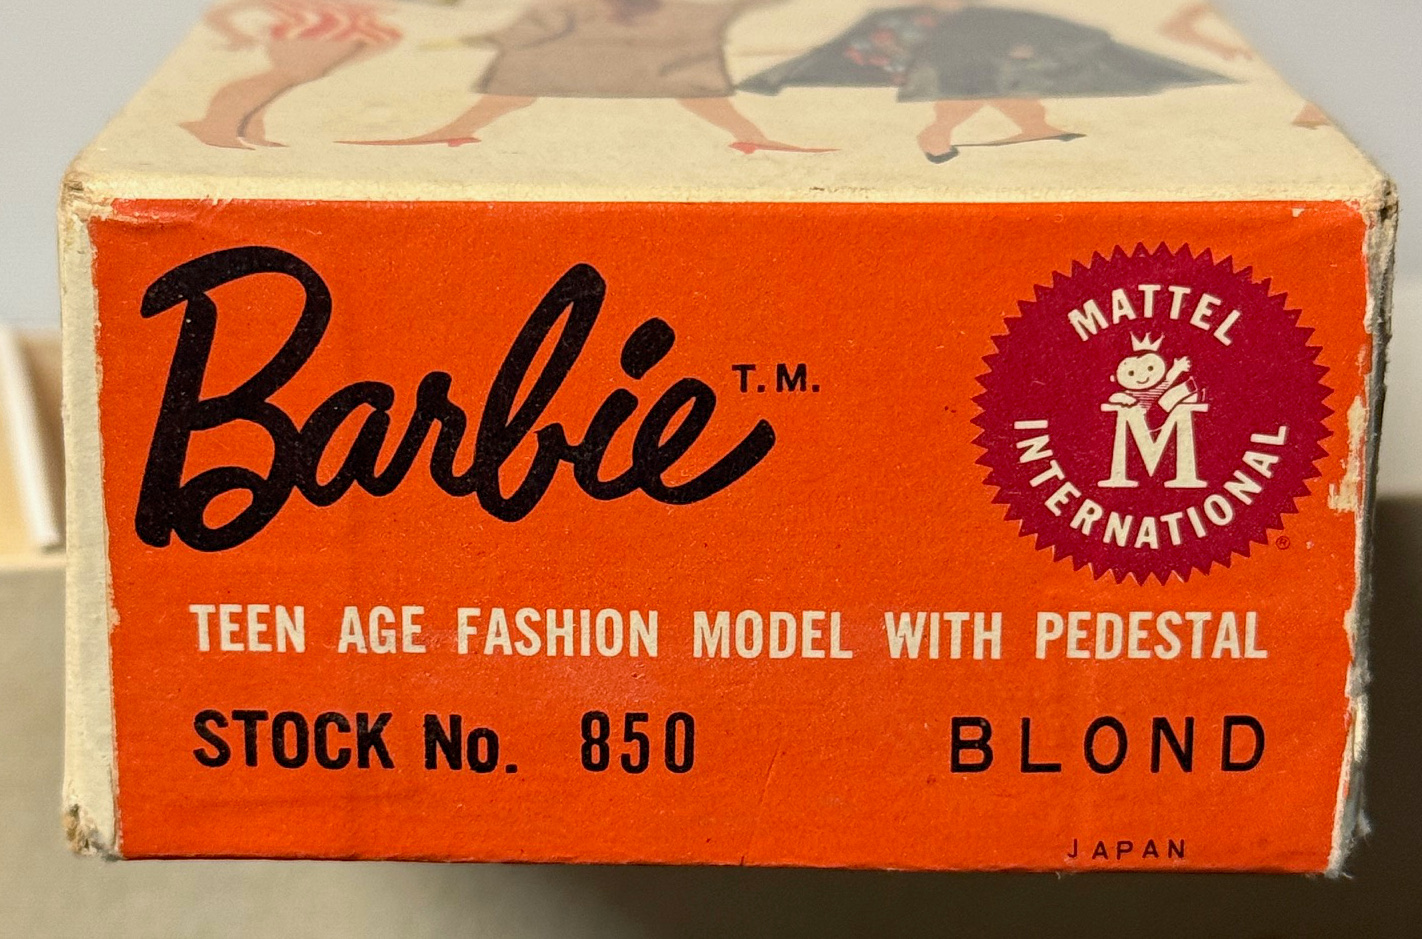 Barbie T.M.
MATTEL
M
INTERNATIONAL
®
TEEN AGE FASHION MODEL WITH PEDESTAL
STOCK No. 850 BLOND
JAPAN